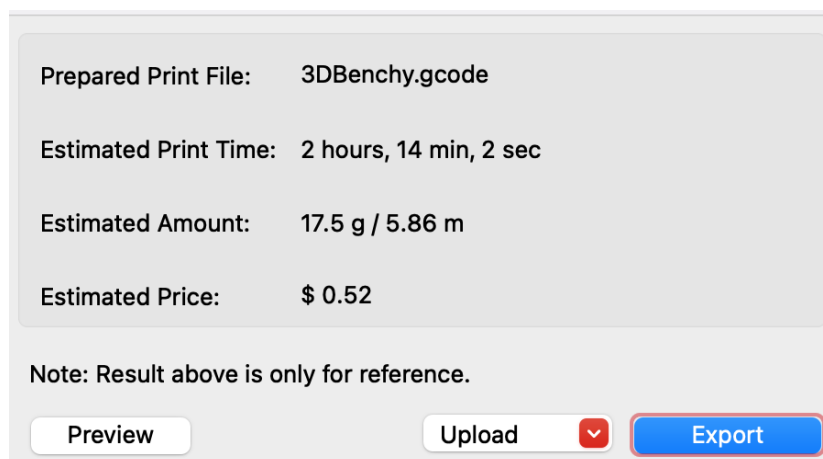 Prepared Print File: 3DBenchy.gcode
Estimated Print Time: 2 hours, 14 min, 2 sec
Estimated Amount: 17.5 g / 5.86 m
Estimated Price: $ 0.52
Note: Result above is only for reference.
Preview Upload Export